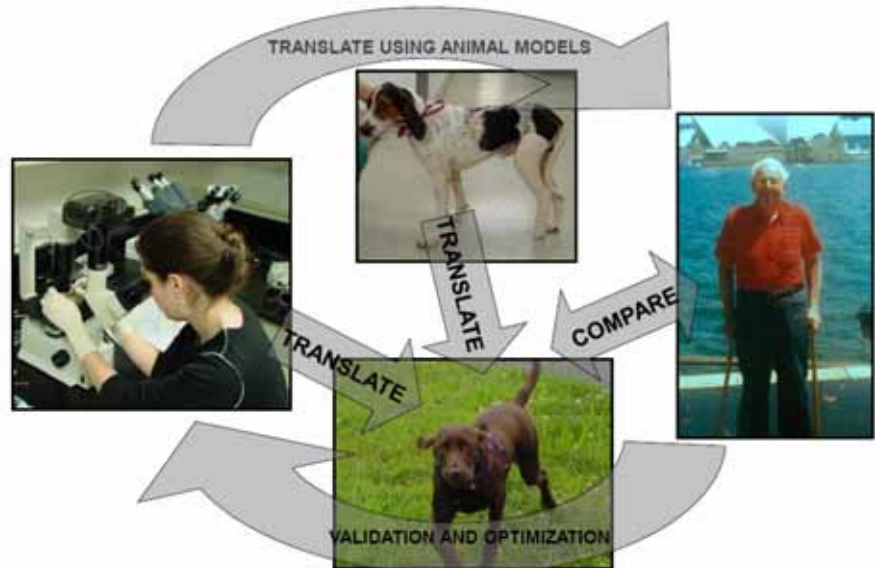 TRANSLATE USING ANIMAL MODELS
TRANSLATE
COMPARE
TRANSLATE
VALIDATION AND OPTIMIZATION